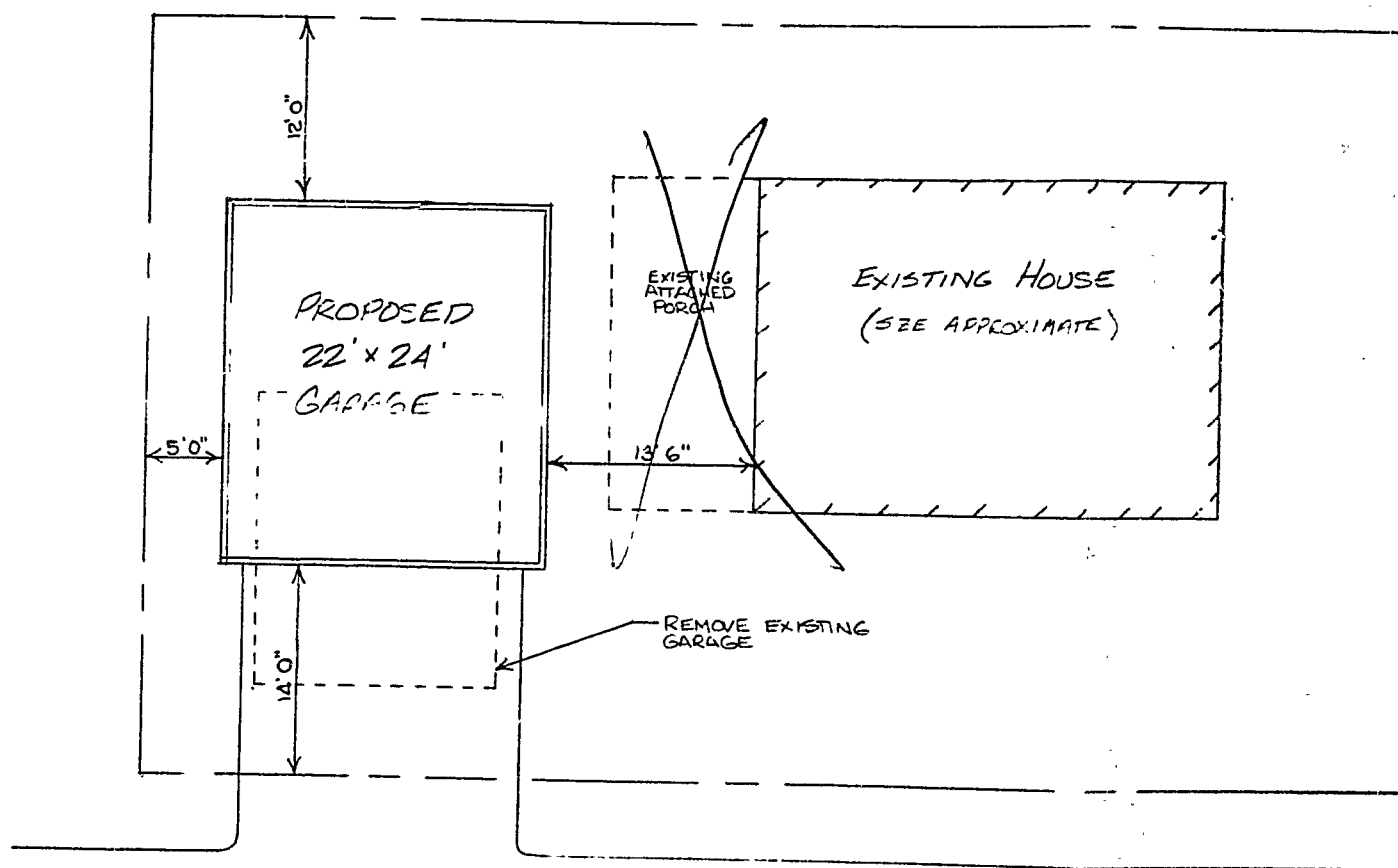 12'0"
EXISTING
ATTACHED
PORCH
EXISTING HOUSE
(SIZE APPROXIMATE)
PROPOSED
22' x 24'
GARAGE
5'0"
13'6"
REMOVE EXISTING
GARAGE
14'0"